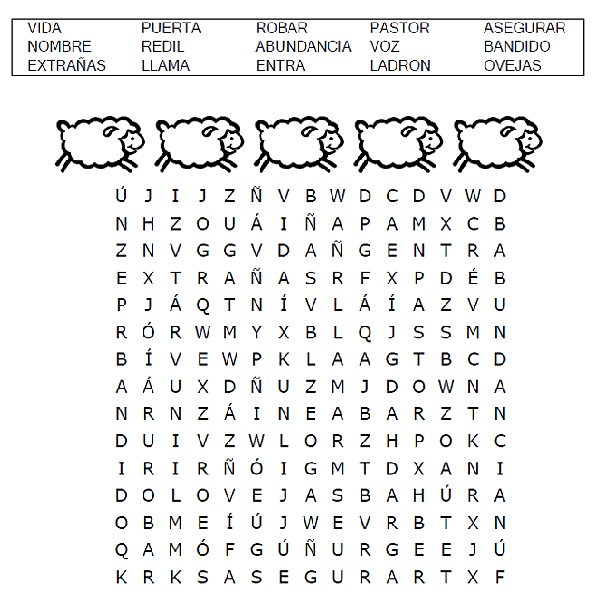 VIDA PUERTA ROBAR PASTOR ASEGURAR
NOMBRE REDIL ABUNDANCIA VOZ BANDIDO
EXTRAÑAS LLAMA ENTRA LADRON OVEJAS
Ú J I J Z Ñ V B W D C D V W D
N H Z O U Á I Ñ A P A M X C B
Z N V G G V D A Ñ G E N T R A
E X T R A Ñ A S R F X P D É B
P J Á Q T N Í V L Á Í A Z V U
R Ó R W M Y X B L Q J S S M N
B Í V E W P K L A A G T B C D
A Á U X D Ñ U Z M J D O W N A
N R N Z Á I N E A B A R Z T N
D U I V Z W L O R Z H P O K C
I R I R Ñ Ó I G M T D X A N I
D O L O V E J A S B A H Ú R A
O B M E Í Ú J W E V R B T X N
Q A M Ó F G Ú Ñ U R G E E J Ú
K R K S A S E G U R A R T X F